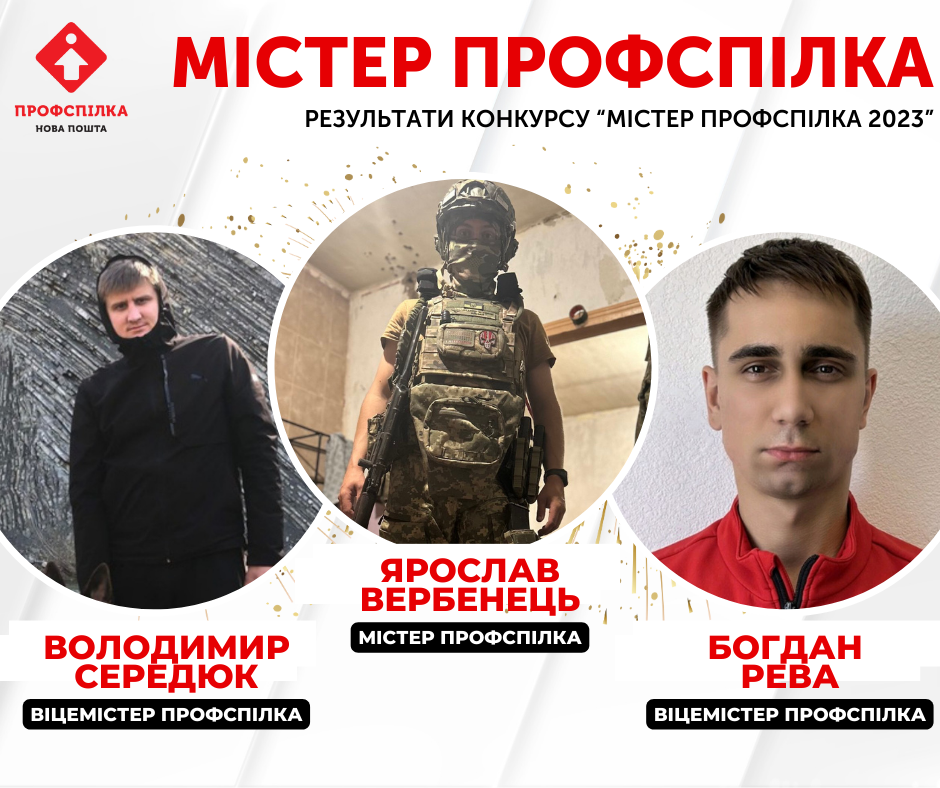 ПРОФСПІЛКА
НОВА ПОШТА
МІСТЕР ПРОФСПІЛКА
РЕЗУЛЬТАТИ КОНКУРСУ “МІСТЕР ПРОФСПІЛКА 2023”
ЯРОСЛАВ
ВЕРБЕНЕЦЬ
МІСТЕР ПРОФСПІЛКА
ВОЛОДИМИР
СЕРЕДЮК
ВІЦЕМІСТЕР ПРОФСПІЛКА
БОГДАН
РЕВА
ВІЦЕМІСТЕР ПРОФСПІЛКА